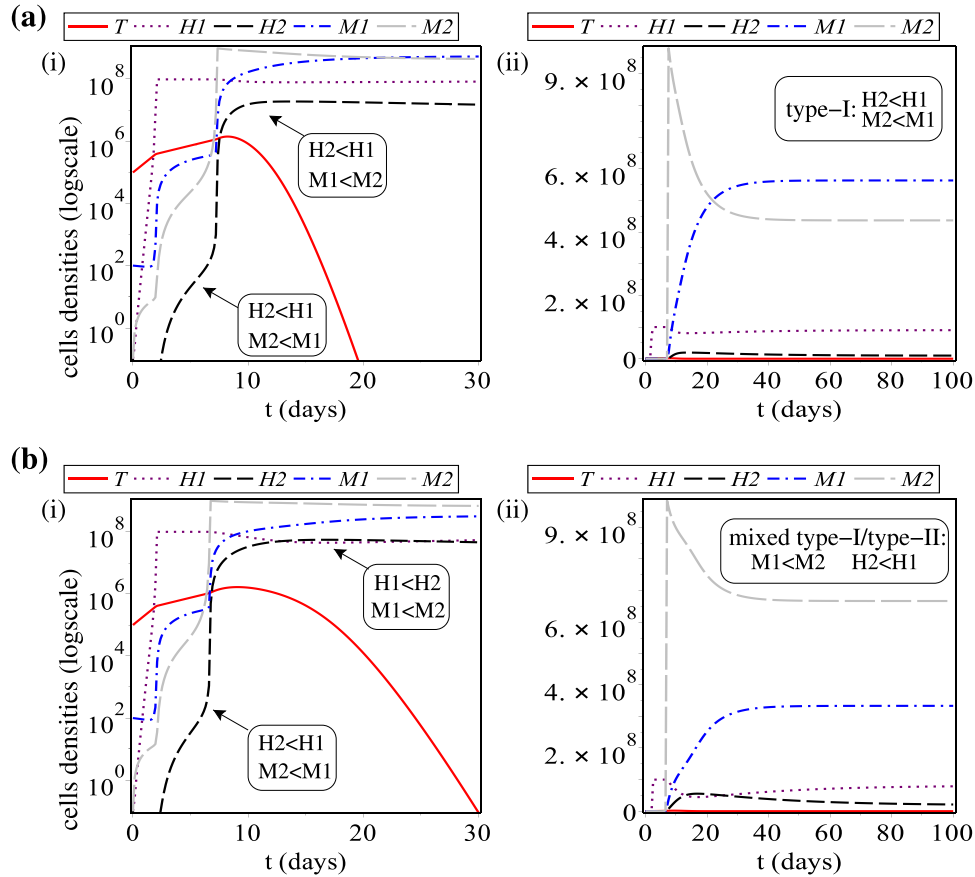 (a)
T H1 H2 M1 M2
T H1 H2 M1 M2
(i)
(ii)
cells densities (logscale)
10^8
10^6
10^4
10^2
10^0
H2<H1
M1<M2
H2<H1
M2<M1
0 10 20 30
t (days)
9. × 10^8
6. × 10^8
4. × 10^8
2. × 10^8
0
type-I: H2<H1
M2<M1
0 20 40 60 80 100
t (days)
(b)
T H1 H2 M1 M2
T H1 H2 M1 M2
(i)
(ii)
cells densities (logscale)
10^8
10^6
10^4
10^2
10^0
H1<H2
M1<M2
H2<H1
M2<M1
0 10 20 30
t (days)
9. × 10^8
6. × 10^8
4. × 10^8
2. × 10^8
0
mixed type-I/type-II:
M1<M2 H2<H1
0 20 40 60 80 100
t (days)